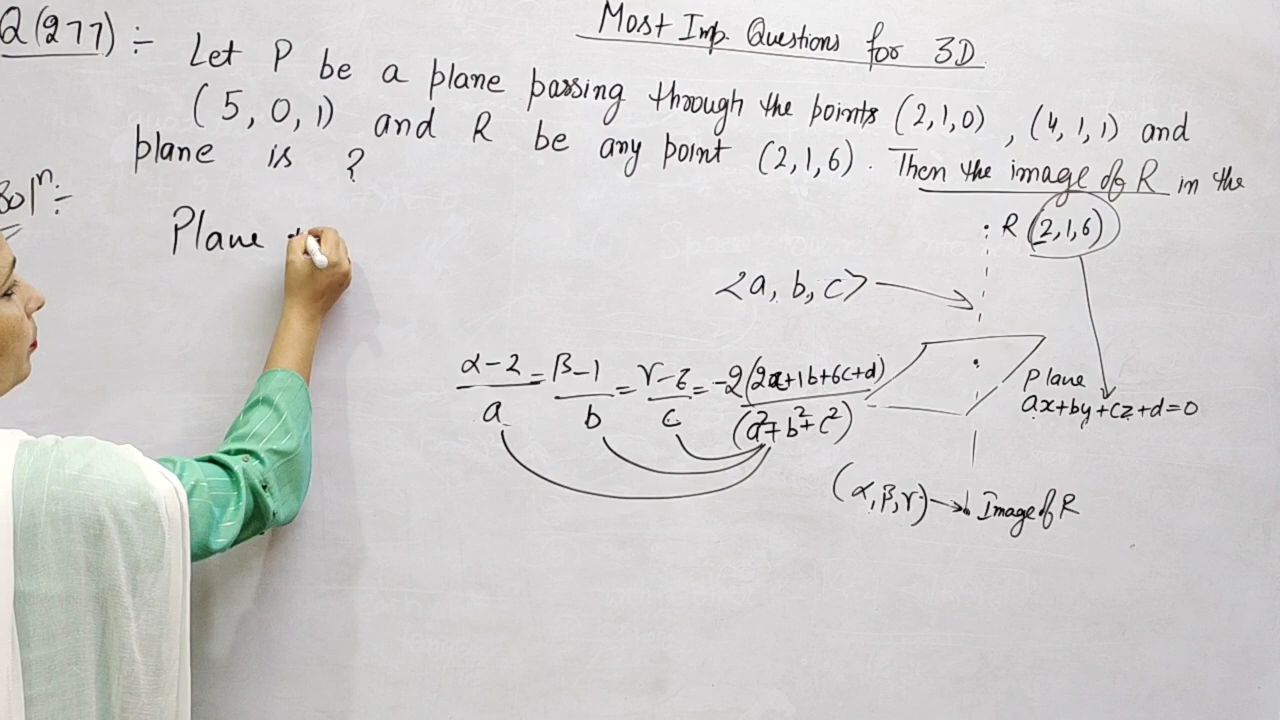 Most Imp. Questions for 3D
Q(277) :-
Let P be a plane passing through the points (2,1,0), (4,1,1) and
(5,0,1) and R be any point (2,1,6). Then the image of R in the
plane is ?
Solⁿ:-
Plane
R (2,1,6)
<a, b, c>
α-2/a = β-1/b = γ-6/c = -2(2a+1b+6c+d)/(a²+b²+c²)
Plane
ax+by+cz+d=0
(α,β,γ) → Image of R